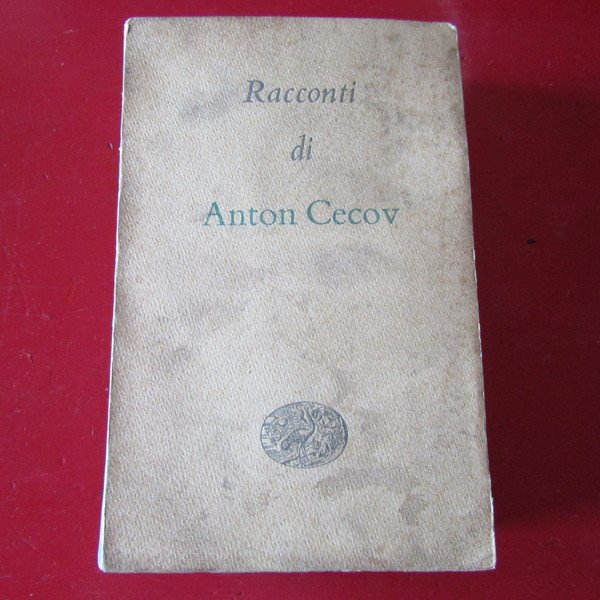 Racconti
di
Anton Cecov